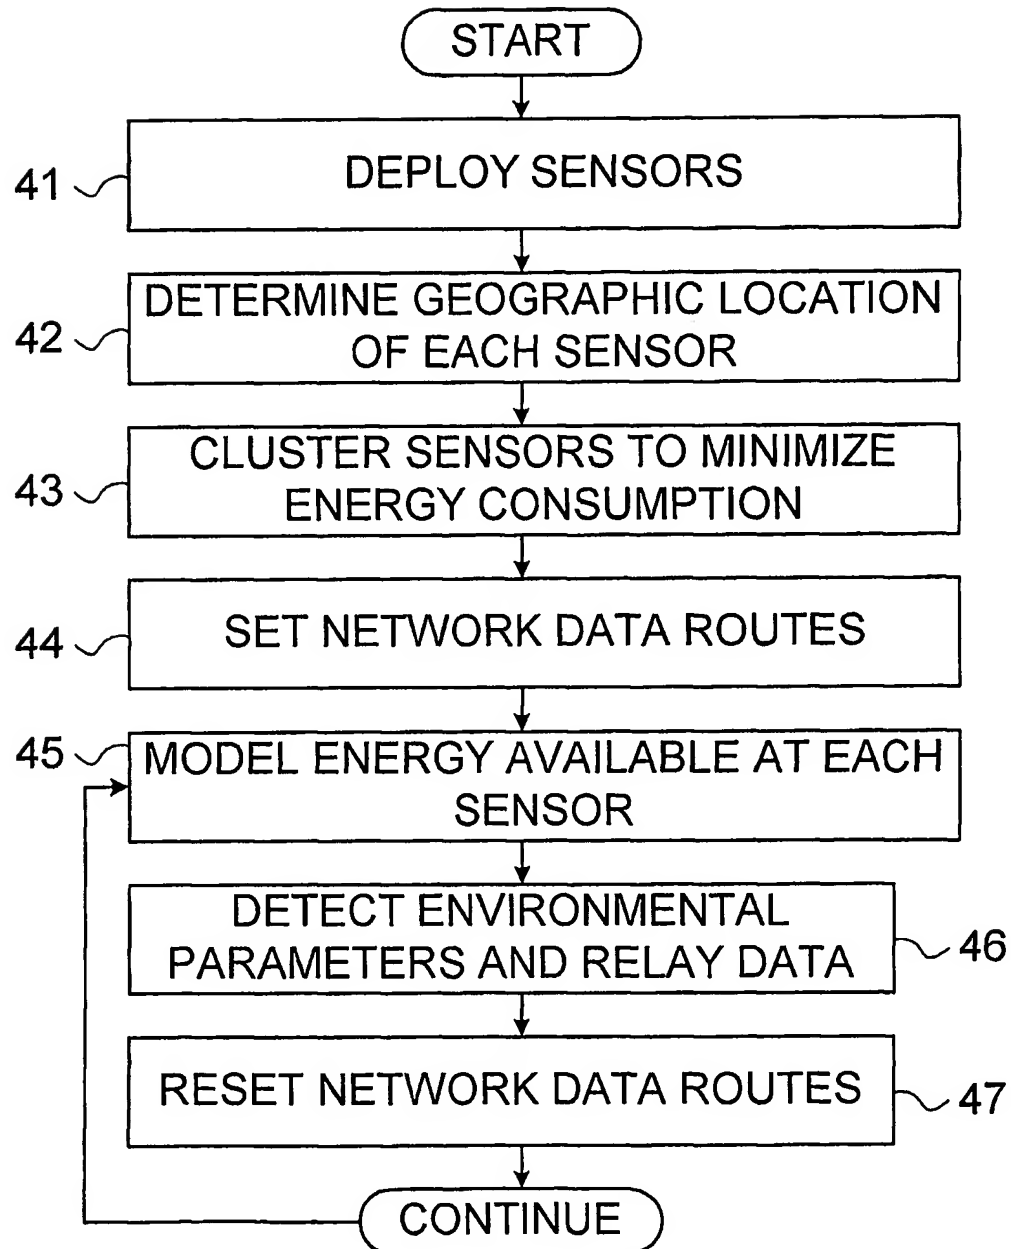 START
41
DEPLOY SENSORS
42
DETERMINE GEOGRAPHIC LOCATION
OF EACH SENSOR
43
CLUSTER SENSORS TO MINIMIZE
ENERGY CONSUMPTION
44
SET NETWORK DATA ROUTES
45
MODEL ENERGY AVAILABLE AT EACH
SENSOR
DETECT ENVIRONMENTAL
PARAMETERS AND RELAY DATA
46
RESET NETWORK DATA ROUTES
47
CONTINUE